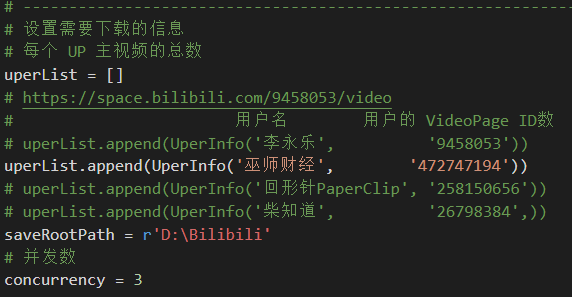 # ------------------------------------------------------------
# 设置需要下载的信息
# 每个 UP 主视频的总数
uperList = []
# https://space.bilibili.com/9458053/video
#                        用户名        用户的 VideoPage ID数
# uperList.append(UperInfo('李永乐',          '9458053'))
uperList.append(UperInfo('巫师财经',        '472747194'))
# uperList.append(UperInfo('回形针PaperClip', '258150656'))
# uperList.append(UperInfo('柴知道',          '26798384',))
saveRootPath = r'D:\Bilibili'
# 并发数
concurrency = 3